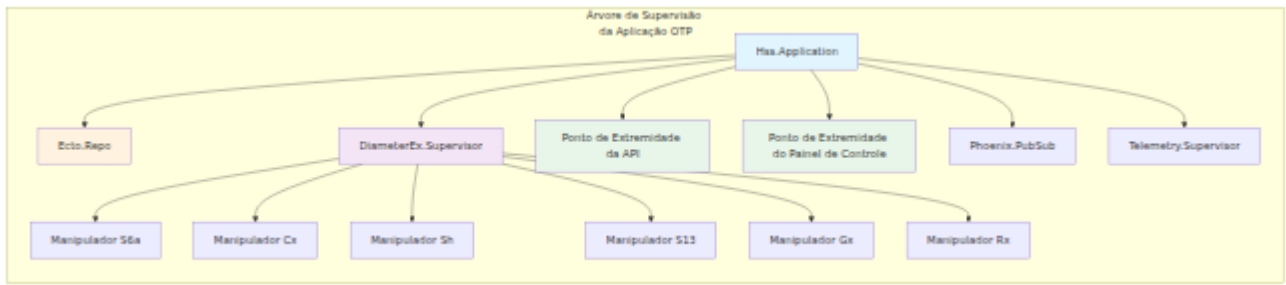 Árvore de Supervisão
da Aplicação OTP
Hss.Application
Ecto.Repo
DiameterEx.Supervisor
Ponto de Extremidade
da API
Ponto de Extremidade
do Painel de Controle
Phoenix.PubSub
Telemetry.Supervisor
Manipulador S6a
Manipulador Cx
Manipulador Sh
Manipulador S13
Manipulador Gx
Manipulador Rx